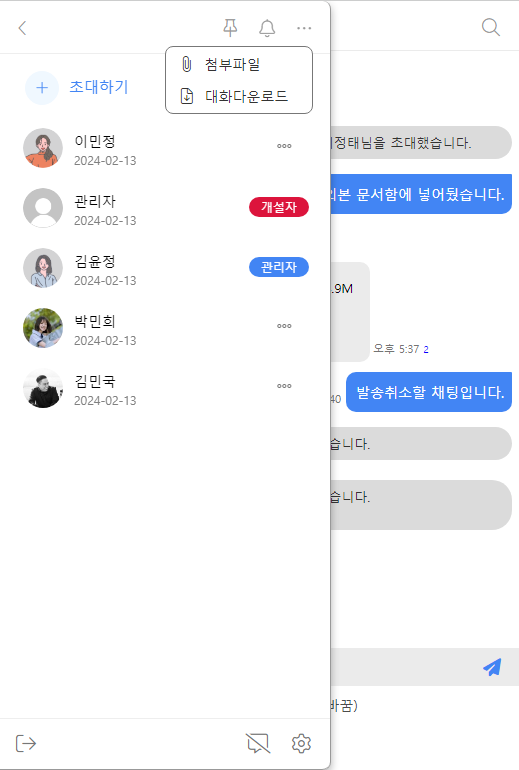 첨부파일
대화다운로드
초대하기
이민정
2024-02-13
관리자
2024-02-13
개설자
김윤정
2024-02-13
관리자
박민희
2024-02-13
김민국
2024-02-13
정태님을 초대했습니다.
본 문서함에 넣어뒀습니다.
.9M
오후 5:37 2
40
발송취소할 채팅입니다.
습니다.
습니다.
바꿈)